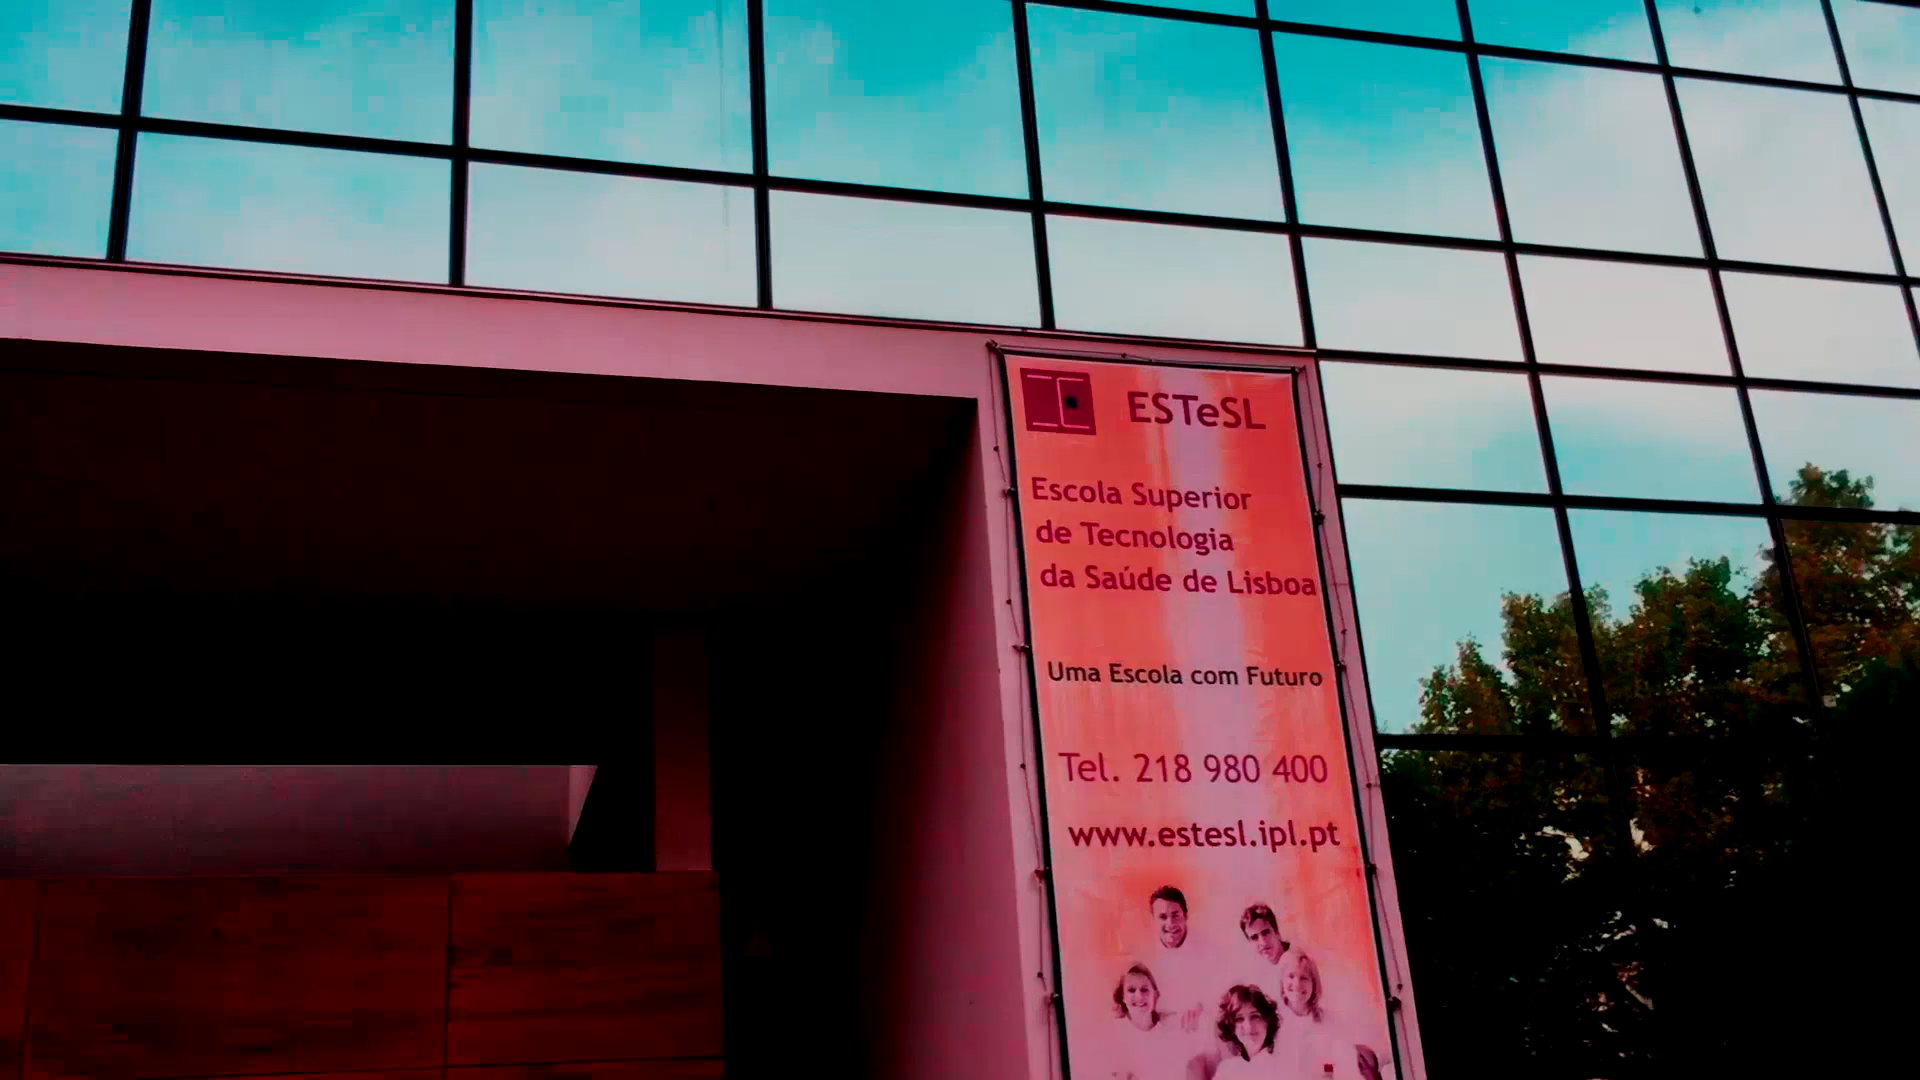 ESTeSL
Escola Superior
de Tecnologia
da Saúde de Lisboa
Uma Escola com Futuro
Tel. 218 980 400
www.estesl.ipl.pt